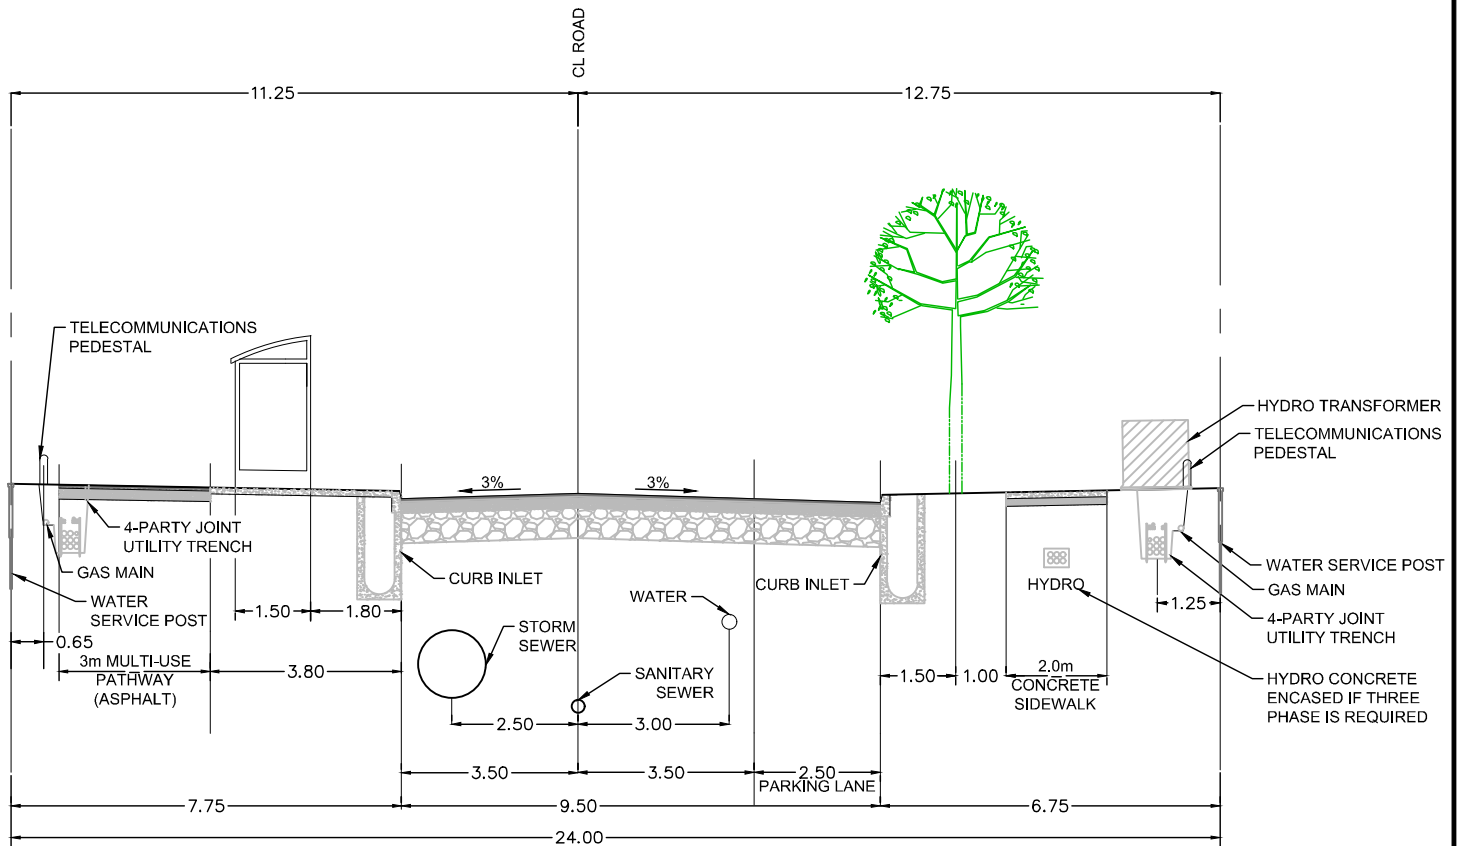 CL ROAD
11.25
12.75
TELECOMMUNICATIONS
PEDESTAL
HYDRO TRANSFORMER
TELECOMMUNICATIONS
PEDESTAL
3%
3%
4-PARTY JOINT
UTILITY TRENCH
GAS MAIN
WATER
SERVICE POST
CURB INLET
CURB INLET
HYDRO
WATER SERVICE POST
GAS MAIN
4-PARTY JOINT
UTILITY TRENCH
1.50
1.80
WATER
1.25
0.65
STORM
SEWER
3m MULTI-USE
PATHWAY
(ASPHALT)
3.80
SANITARY
SEWER
1.50
1.00
2.0m
CONCRETE
SIDEWALK
HYDRO CONCRETE
ENCASED IF THREE
PHASE IS REQUIRED
2.50
3.00
3.50
3.50
2.50
PARKING LANE
7.75
9.50
6.75
24.00